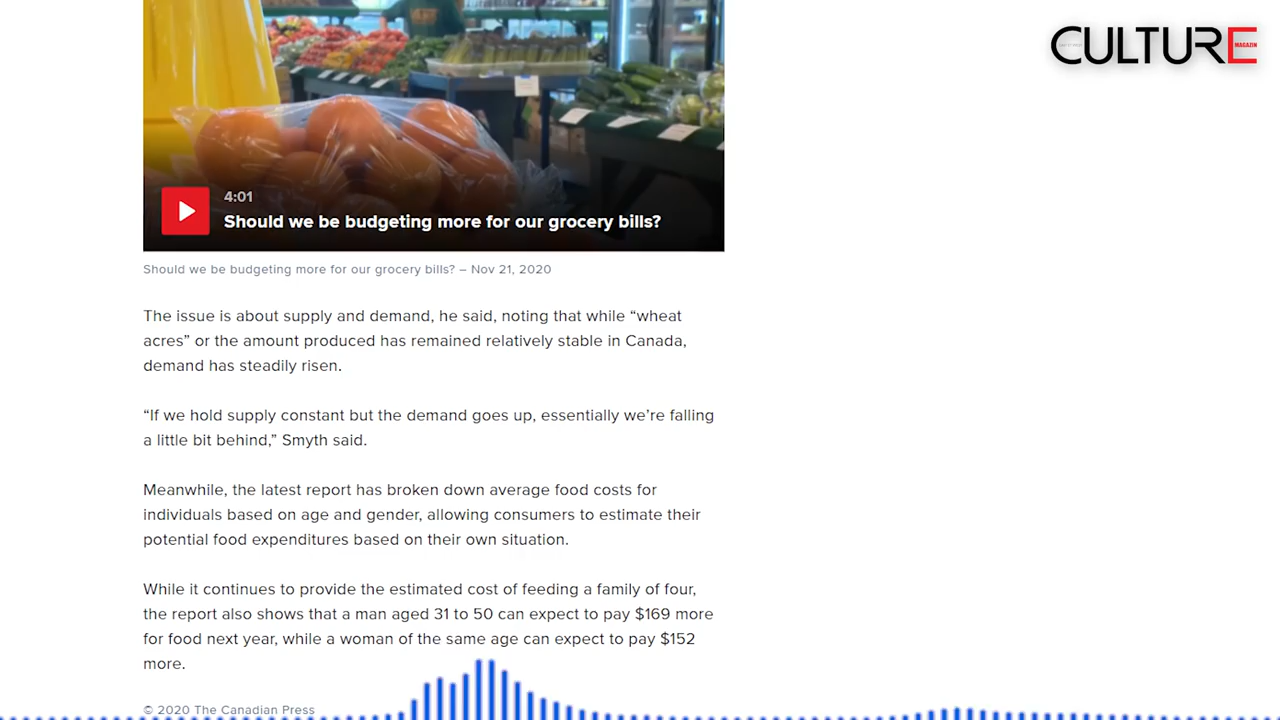 CULTURE
MAGAZIN
4:01
Should we be budgeting more for our grocery bills?
Should we be budgeting more for our grocery bills? – Nov 21, 2020
The issue is about supply and demand, he said, noting that while “wheat
acres” or the amount produced has remained relatively stable in Canada,
demand has steadily risen.
“If we hold supply constant but the demand goes up, essentially we’re falling
a little bit behind,” Smyth said.
Meanwhile, the latest report has broken down average food costs for
individuals based on age and gender, allowing consumers to estimate their
potential food expenditures based on their own situation.
While it continues to provide the estimated cost of feeding a family of four,
the report also shows that a man aged 31 to 50 can expect to pay $169 more
for food next year, while a woman of the same age can expect to pay $152
more.
© 2020 The Canadian Press